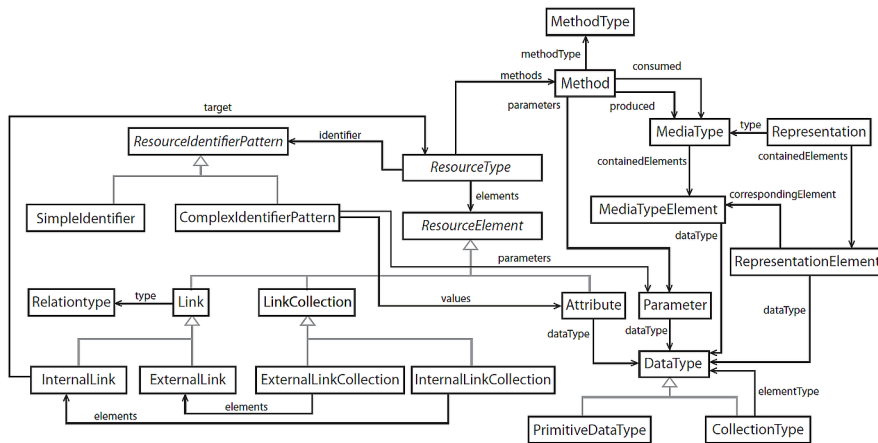 MethodType
methodType
methods
Method
consumed
parameters
produced
target
ResourceIdentifierPattern
identifier
MediaType
type
Representation
ResourceType
containedElements
containedElements
elements
SimpleIdentifier
ComplexIdentifierPattern
ResourceElement
MediaTypeElement
correspondingElement
dataType
parameters
RepresentationElement
Relationtype
type
Link
LinkCollection
values
Attribute
Parameter
dataType
dataType
dataType
InternalLink
ExternalLink
ExternalLinkCollection
InternalLinkCollection
DataType
elementType
elements
elements
PrimitiveDataType
CollectionType